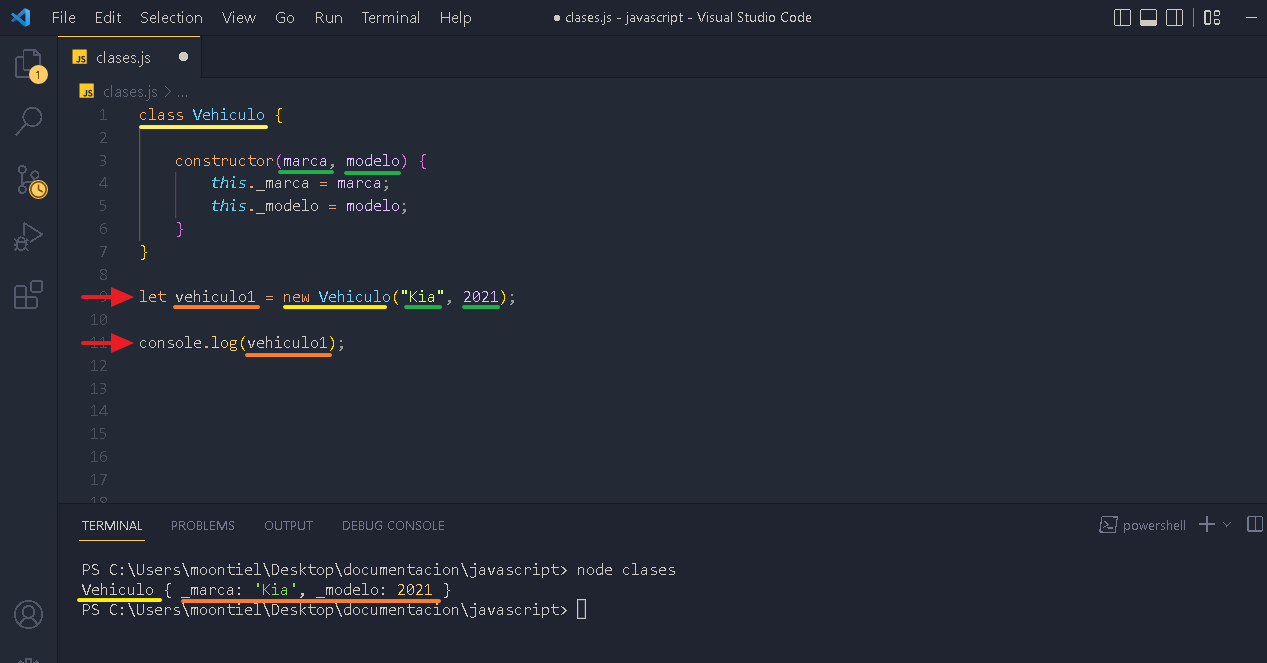 File Edit Selection View Go Run Terminal Help ● clases.js - javascript - Visual Studio Code
JS clases.js ●
1
JS clases.js > ...
1 class Vehiculo {
2
3 constructor(marca, modelo) {
4 this._marca = marca;
5 this._modelo = modelo;
6 }
7 }
8
9 let vehiculo1 = new Vehiculo("Kia", 2021);
10
11 console.log(vehiculo1);
12
13
14
15
16
17
18
TERMINAL PROBLEMS OUTPUT DEBUG CONSOLE powershell
PS C:\Users\moontiel\Desktop\documentacion\javascript> node clases
Vehiculo { _marca: 'Kia', _modelo: 2021 }
PS C:\Users\moontiel\Desktop\documentacion\javascript>